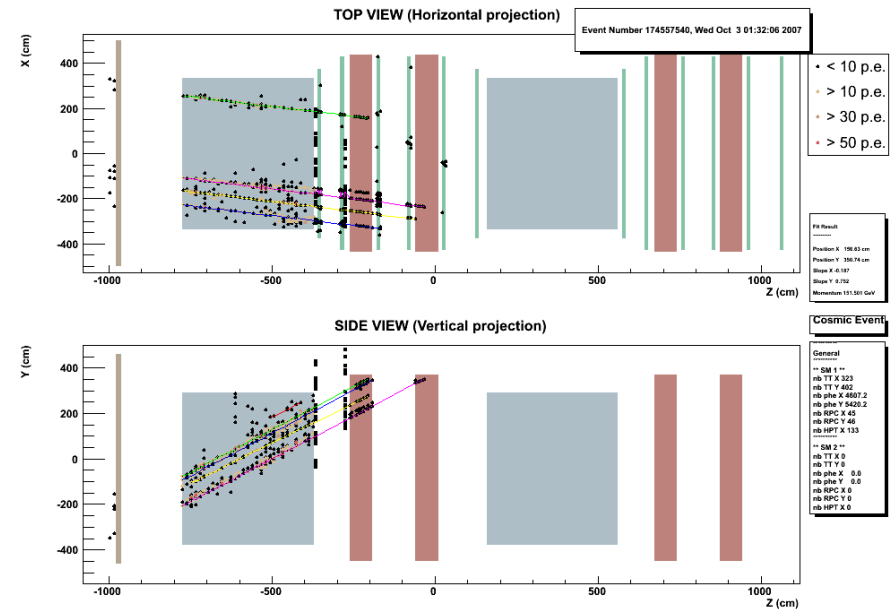 TOP VIEW (Horizontal projection)
Event Number 174557540, Wed Oct 3 01:32:06 2007
X (cm)
400
200
0
-200
-400
-1000 -500 0 500 1000
Z (cm)
< 10 p.e.
> 10 p.e.
> 30 p.e.
> 50 p.e.
Fit Result
Position X 156.63 cm
Position Y 350.74 cm
Slope X -0.187
Slope Y 0.752
Momentum 151.501 GeV
Cosmic Event
SIDE VIEW (Vertical projection)
Y (cm)
400
200
0
-200
-400
-1000 -500 0 500 1000
Z (cm)
**********
General
**********
** SM 1 **
nb TT X 323
nb TT Y 402
nb phe X 4607.2
nb phe Y 5420.2
nb RPC X 45
nb RPC Y 46
nb HPT X 133
**********
** SM 2 **
nb TT X 0
nb TT Y 0
nb phe X 0.0
nb phe Y 0.0
nb RPC X 0
nb RPC Y 0
nb HPT X 0